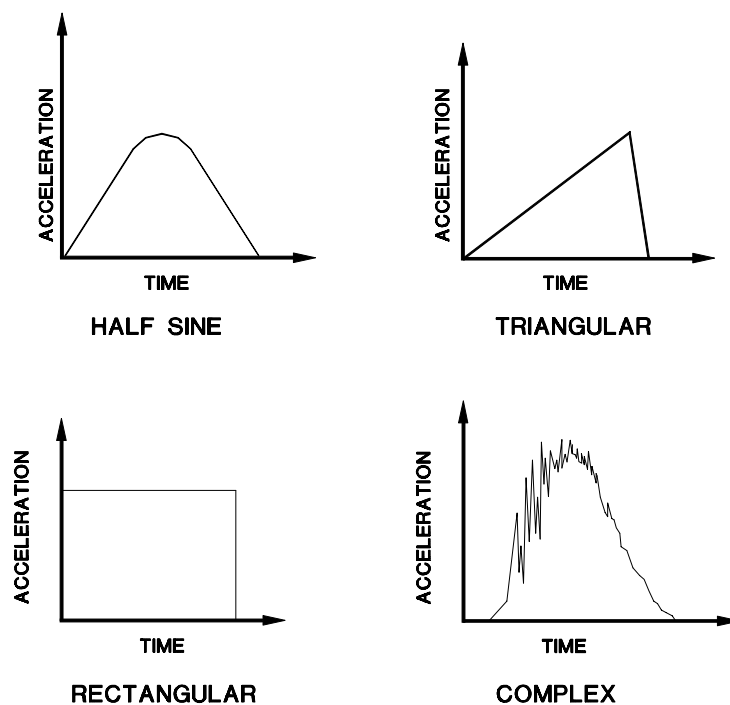 ACCELERATION
TIME
HALF SINE
ACCELERATION
TIME
TRIANGULAR
ACCELERATION
TIME
RECTANGULAR
ACCELERATION
TIME
COMPLEX